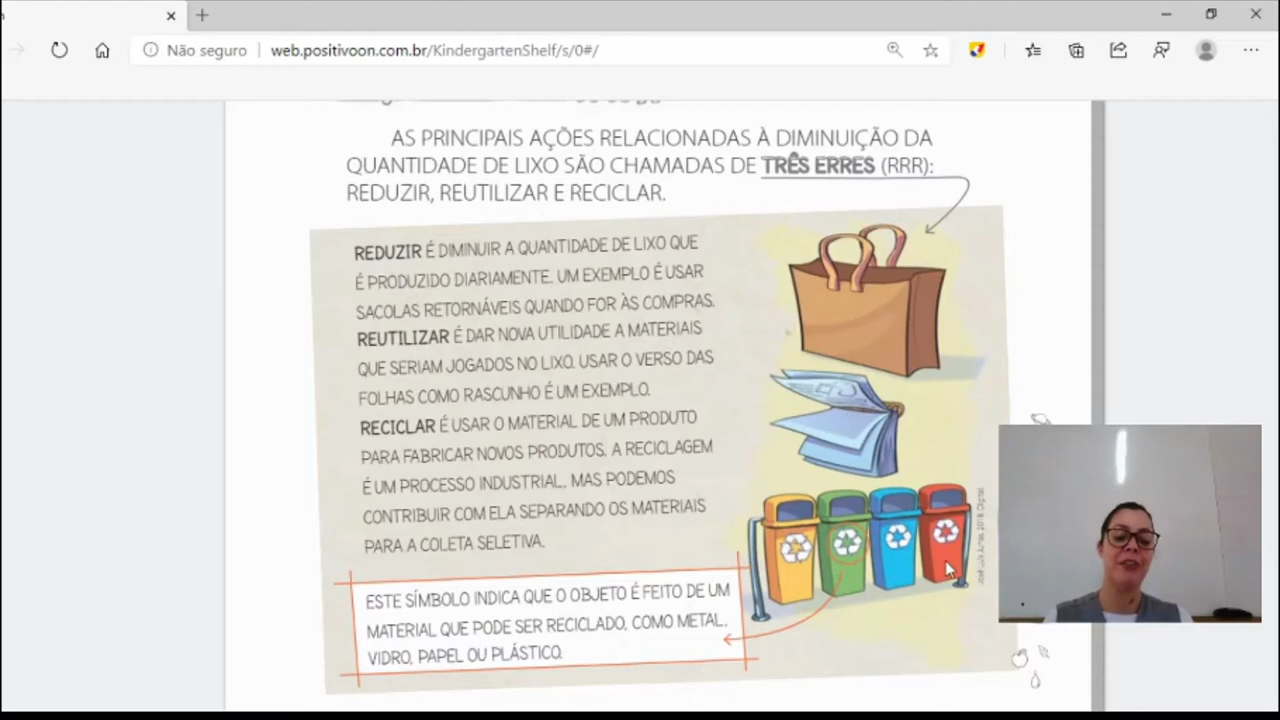 Não seguro
web.positivoon.com.br/KindergartenShelf/s/0#/
AS PRINCIPAIS AÇÕES RELACIONADAS À DIMINUIÇÃO DA
QUANTIDADE DE LIXO SÃO CHAMADAS DE TRÊS ERRES (RRR):
REDUZIR, REUTILIZAR E RECICLAR.
REDUZIR É DIMINUIR A QUANTIDADE DE LIXO QUE
É PRODUZIDO DIARIAMENTE. UM EXEMPLO É USAR
SACOLAS RETORNÁVEIS QUANDO FOR ÀS COMPRAS.
REUTILIZAR É DAR NOVA UTILIDADE A MATERIAIS
QUE SERIAM JOGADOS NO LIXO. USAR O VERSO DAS
FOLHAS COMO RASCUNHO É UM EXEMPLO.
RECICLAR É USAR O MATERIAL DE UM PRODUTO
PARA FABRICAR NOVOS PRODUTOS. A RECICLAGEM
É UM PROCESSO INDUSTRIAL, MAS PODEMOS
CONTRIBUIR COM ELA SEPARANDO OS MATERIAIS
PARA A COLETA SELETIVA.
ESTE SÍMBOLO INDICA QUE O OBJETO É FEITO DE UM
MATERIAL QUE PODE SER RECICLADO, COMO METAL,
VIDRO, PAPEL OU PLÁSTICO.